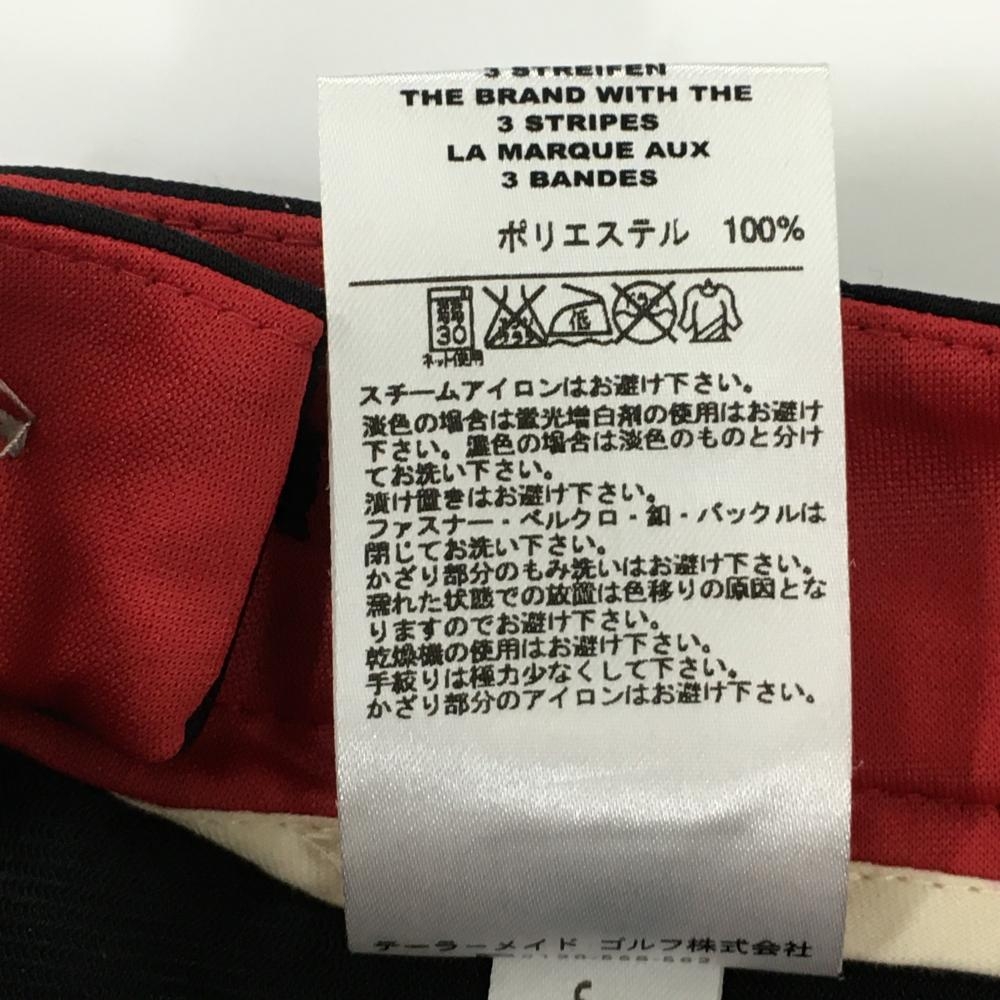 3 STREIFEN
THE BRAND WITH THE
3 STRIPES
LA MARQUE AUX
3 BANDES
ポリエステル 100%
30 低
ネット使用
スチームアイロンはお避け下さい。
淡色の場合は蛍光増白剤の使用はお避け
下さい。濃色の場合は淡色のものと分け
てお洗い下さい。
漬け置きはお避け下さい。
ファスナー・ベルクロ・釦・バックルは
閉じてお洗い下さい。
かざり部分のもみ洗いはお避け下さい。
濡れた状態での放置は色移りの原因とな
りますのでお避け下さい。
乾燥機の使用はお避け下さい。
手絞りは極力少なくして下さい。
かざり部分のアイロンはお避け下さい。
テーラーメイド ゴルフ株式会社